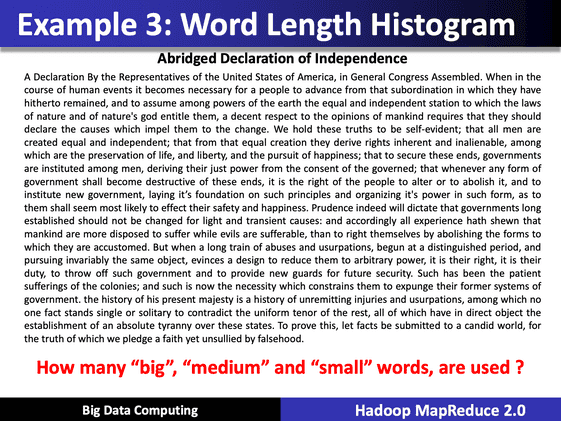 Example 3: Word Length Histogram
Abridged Declaration of Independence
A Declaration By the Representatives of the United States of America, in General Congress Assembled. When in the
course of human events it becomes necessary for a people to advance from that subordination in which they have
hitherto remained, and to assume among powers of the earth the equal and independent station to which the laws
of nature and of nature's god entitle them, a decent respect to the opinions of mankind requires that they should
declare the causes which impel them to the change. We hold these truths to be self-evident; that all men are
created equal and independent; that from that equal creation they derive rights inherent and inalienable, among
which are the preservation of life, and liberty, and the pursuit of happiness; that to secure these ends, governments
are instituted among men, deriving their just power from the consent of the governed; that whenever any form of
government shall become destructive of these ends, it is the right of the people to alter or to abolish it, and to
institute new government, laying it's foundation on such principles and organizing it's power in such form, as to
them shall seem most likely to effect their safety and happiness. Prudence indeed will dictate that governments long
established should not be changed for light and transient causes: and accordingly all experience hath shewn that
mankind are more disposed to suffer while evils are sufferable, than to right themselves by abolishing the forms to
which they are accustomed. But when a long train of abuses and usurpations, begun at a distinguished period, and
pursuing invariably the same object, evinces a design to reduce them to arbitrary power, it is their right, it is their
duty, to throw off such government and to provide new guards for future security. Such has been the patient
sufferings of the colonies; and such is now the necessity which constrains them to expunge their former systems of
government. the history of his present majesty is a history of unremitting injuries and usurpations, among which no
one fact stands single or solitary to contradict the uniform tenor of the rest, all of which have in direct object the
establishment of an absolute tyranny over these states. To prove this, let facts be submitted to a candid world, for
the truth of which we pledge a faith yet unsullied by falsehood.
How many “big”, “medium” and “small” words, are used ?
Big Data Computing
Hadoop MapReduce 2.0